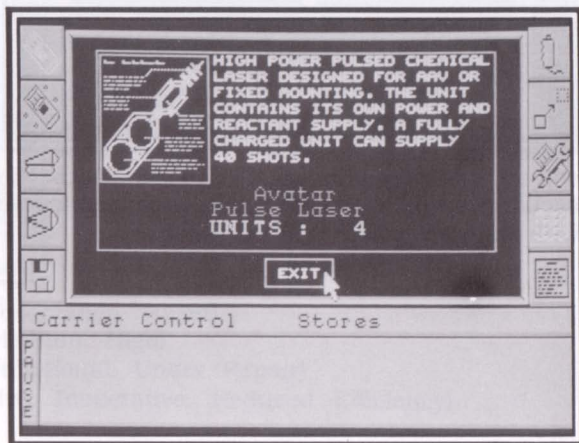 HIGH POWER PULSED CHEMICAL
LASER DESIGNED FOR AAV OR
FIXED MOUNTING. THE UNIT
CONTAINS ITS OWN POWER AND
REACTANT SUPPLY. A FULLY
CHARGED UNIT CAN SUPPLY
40 SHOTS.
Avatar
Pulse Laser
UNITS : 4
EXIT
Carrier Control Stores
PAUSE